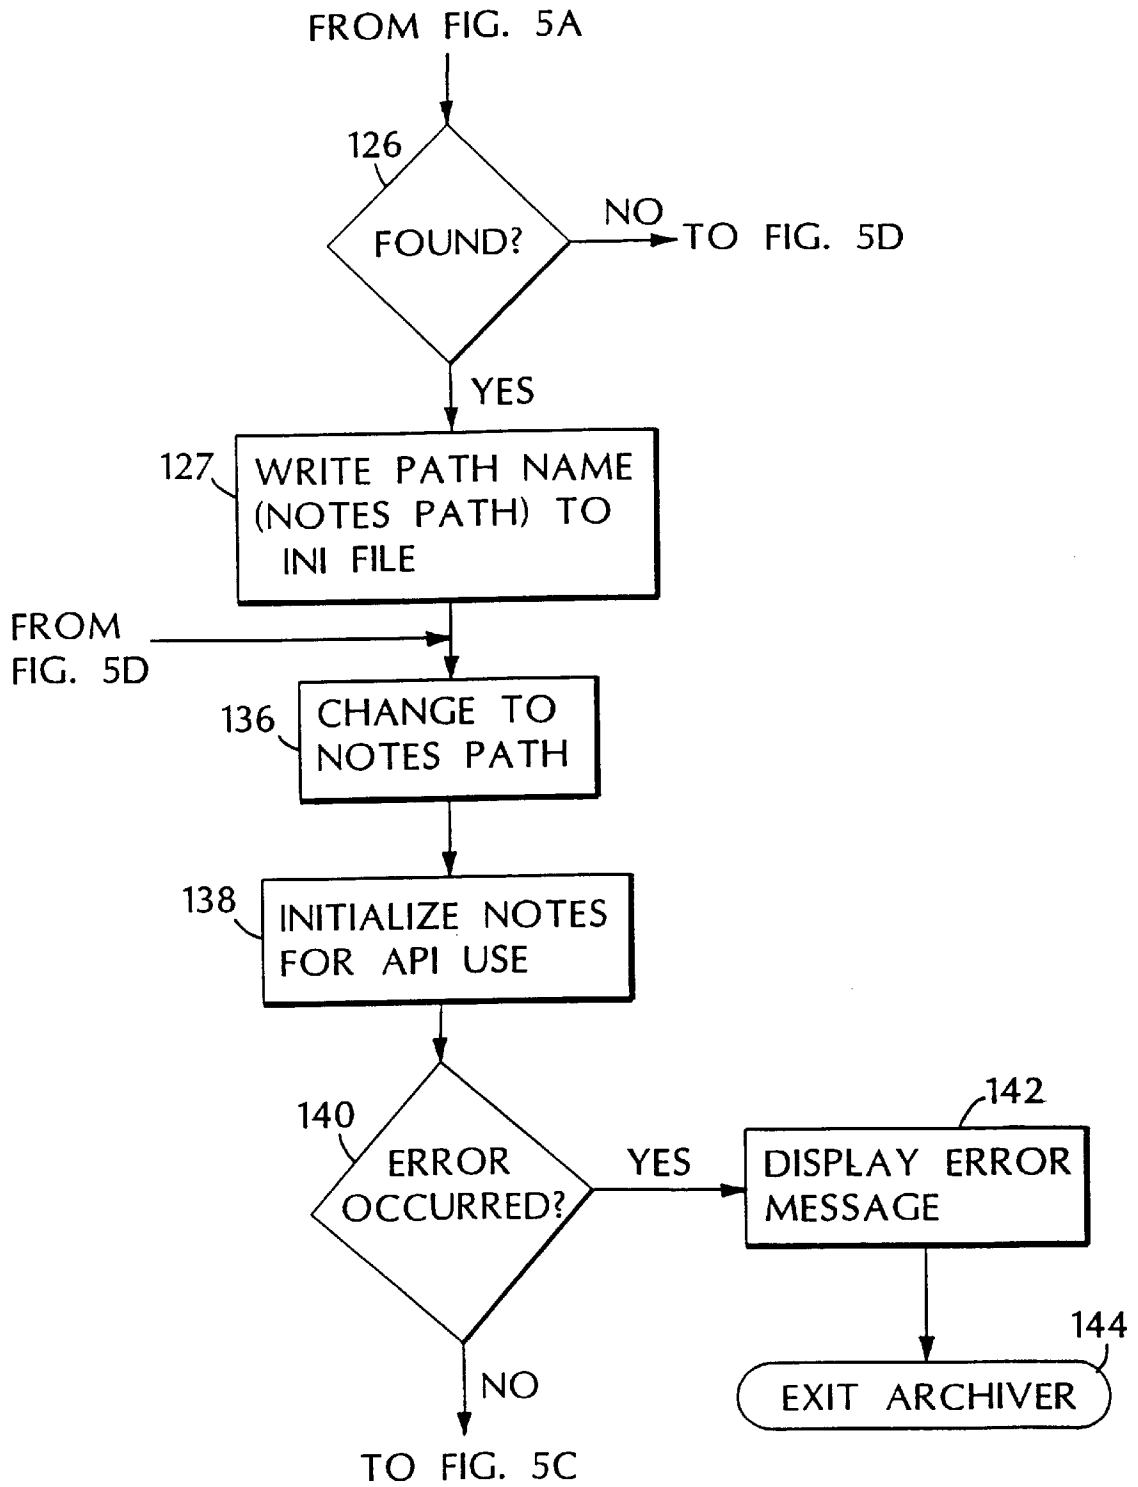 FROM FIG. 5A
126
FOUND?
NO
TO FIG. 5D
YES
127
WRITE PATH NAME
(NOTES PATH) TO
INI FILE
FROM
FIG. 5D
136
CHANGE TO
NOTES PATH
138
INITIALIZE NOTES
FOR API USE
140
ERROR
OCCURRED?
YES
142
DISPLAY ERROR
MESSAGE
144
EXIT ARCHIVER
NO
TO FIG. 5C